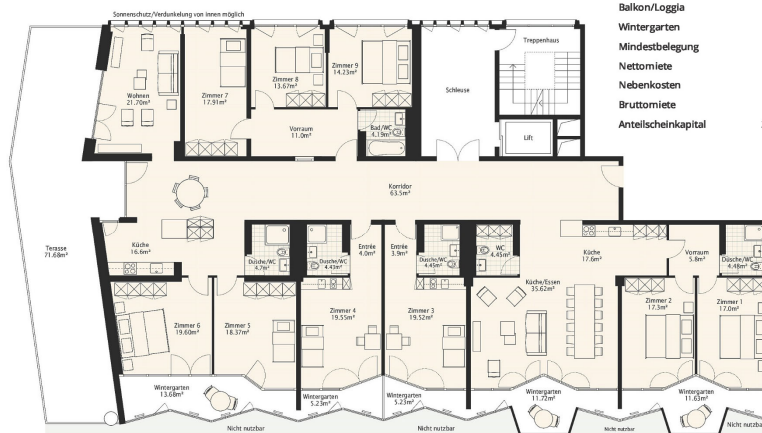 Sonnenschutz/Verdunkelung von innen möglich
Balkon/Loggia
Wintergarten
Mindestbelegung
Nettomiete
Nebenkosten
Bruttomiete
Anteilscheinkapital
Treppenhaus
Schleuse
Lift
Wohnen
21.70m²
Zimmer 7
17.91m²
Zimmer 8
13.67m²
Zimmer 9
14.23m²
Vorraum
11.0m²
Bad/WC
4.19m²
Korridor
63.5m²
Terasse
71.68m²
Küche
16.6m²
Dusche/WC
4.7m²
Dusche/WC
4.43m²
Entrée
4.0m²
Entrée
3.9m²
Dusche/WC
4.45m²
WC
4.45m²
Küche
17.6m²
Vorraum
5.8m²
Dusche/WC
4.48m²
Zimmer 6
19.60m²
Zimmer 5
18.37m²
Zimmer 4
19.55m²
Zimmer 3
19.52m²
Küche/Essen
35.62m²
Zimmer 2
17.3m²
Zimmer 1
17.0m²
Wintergarten
13.68m²
Wintergarten
5.23m²
Wintergarten
5.23m²
Wintergarten
11.72m²
Wintergarten
11.63m²
Nicht nutzbar
Nicht nutzbar
Nicht nutzbar
Nicht nutzba